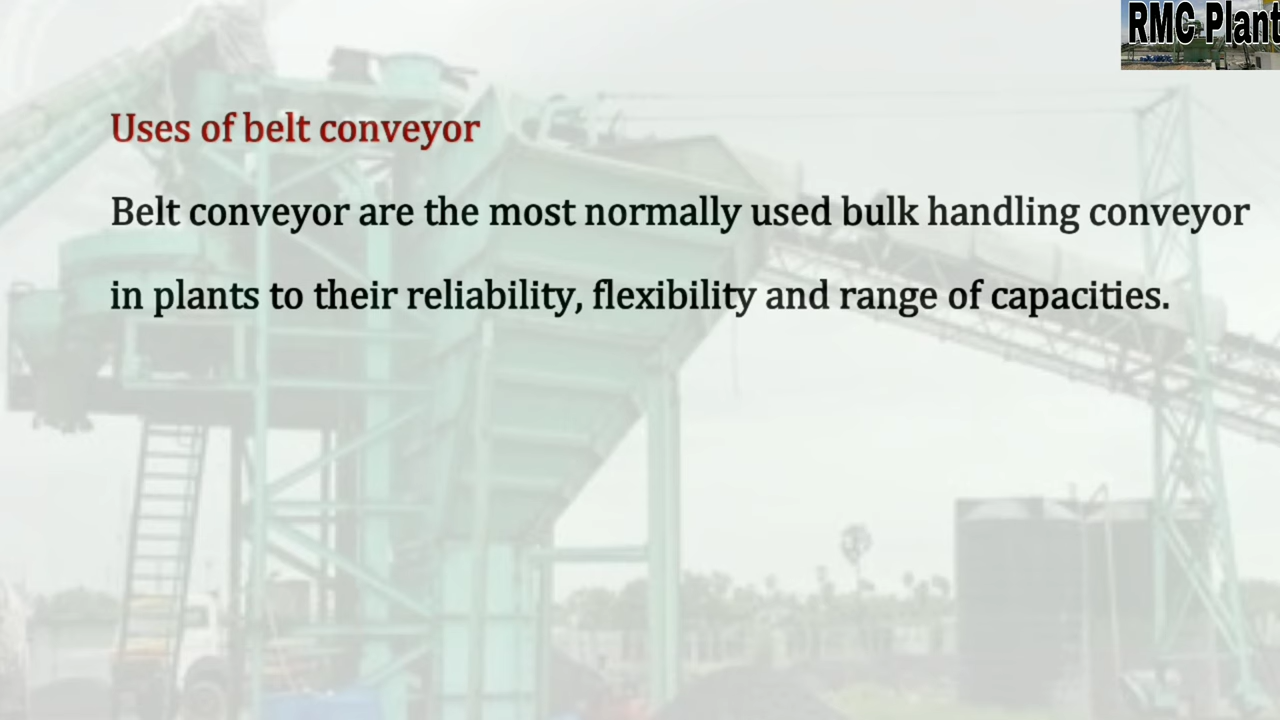 RMC Plant
Uses of belt conveyor
Belt conveyor are the most normally used bulk handling conveyor
in plants to their reliability, flexibility and range of capacities.